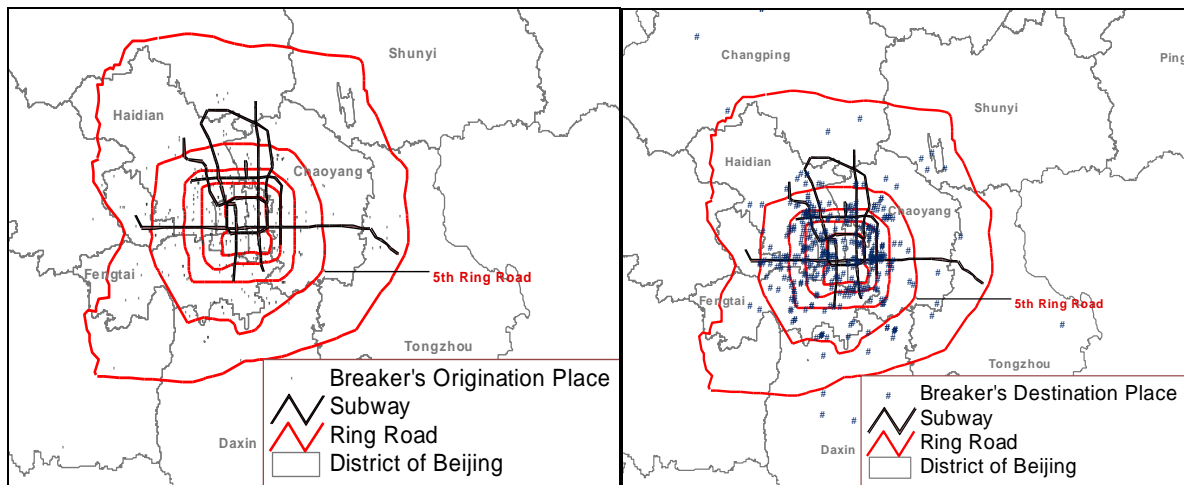 Shunyi
Haidian
Chaoyang
Fengtai
5th Ring Road
Tongzhou
Daxin
Breaker's Origination Place
Subway
Ring Road
District of Beijing
Changping
Ping
Shunyi
Haidian
Chaoyang
Fengtai
5th Ring Road
Tongzhou
Daxin
# Breaker's Destination Place
Subway
Ring Road
District of Beijing